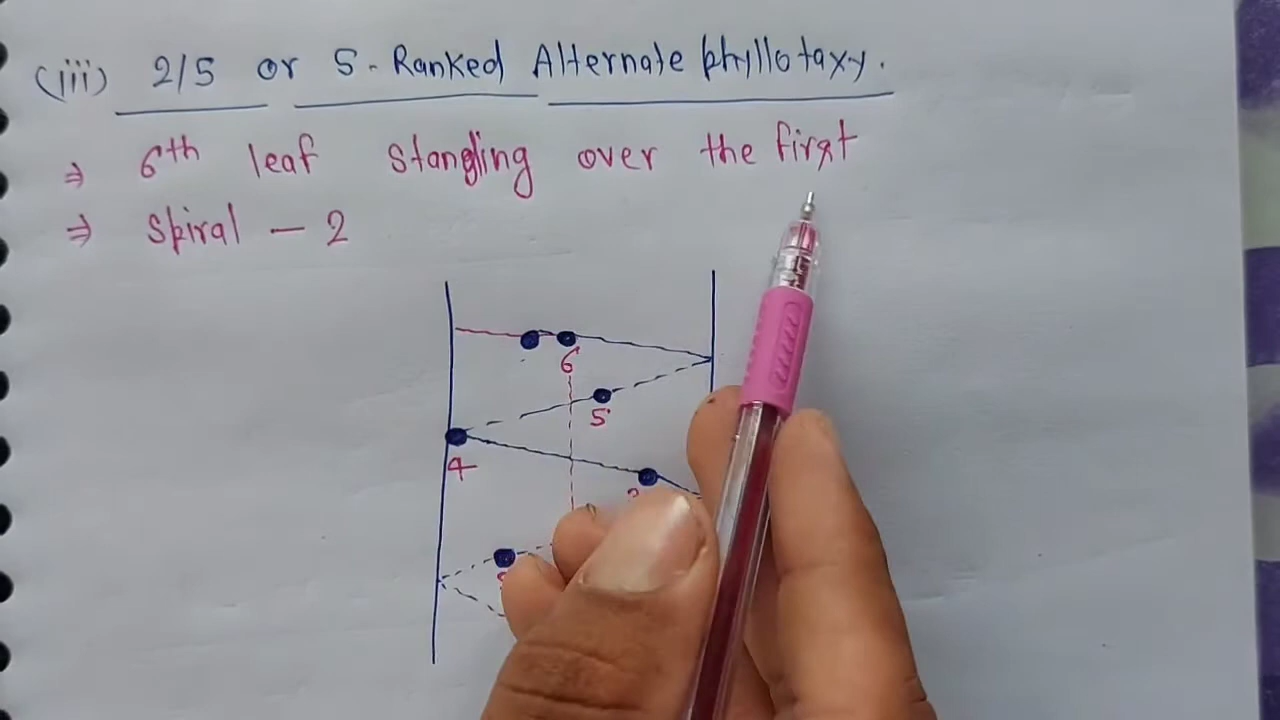 (iii) 2/5 or 5-Ranked Alternate phyllotaxy.
⇒ 6th leaf standing over the first
⇒ Spiral — 2
6
5
4